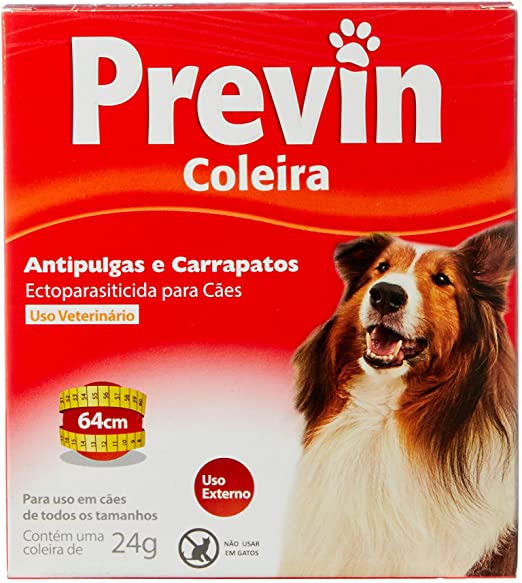 Previn
Coleira
Antipulgas e Carrapatos
Ectoparasiticida para Cães
Uso Veterinário
64cm
Uso
Externo
Para uso em cães
de todos os tamanhos
Contém uma
coleira de 24g
NÃO USAR
EM GATOS